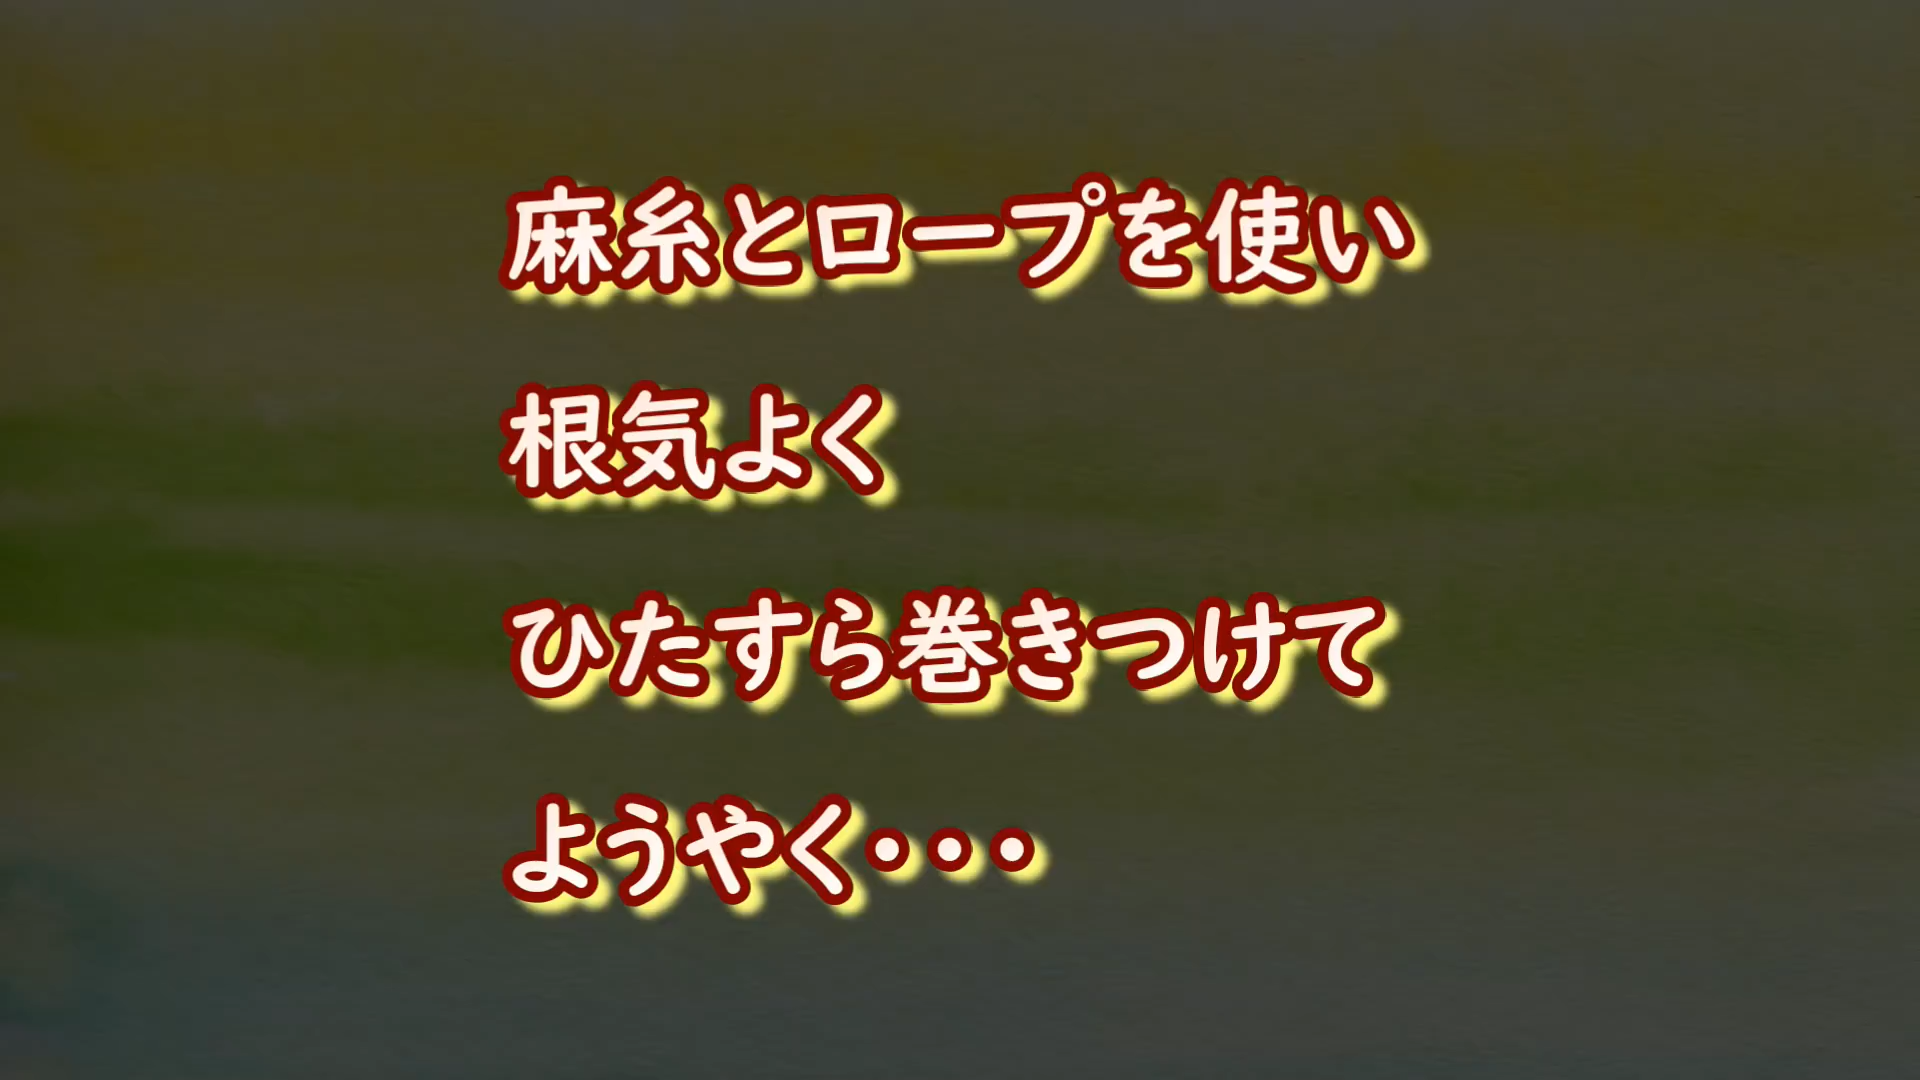 麻糸とロープを使い
根気よく
ひたすら巻きつけて
ようやく・・・